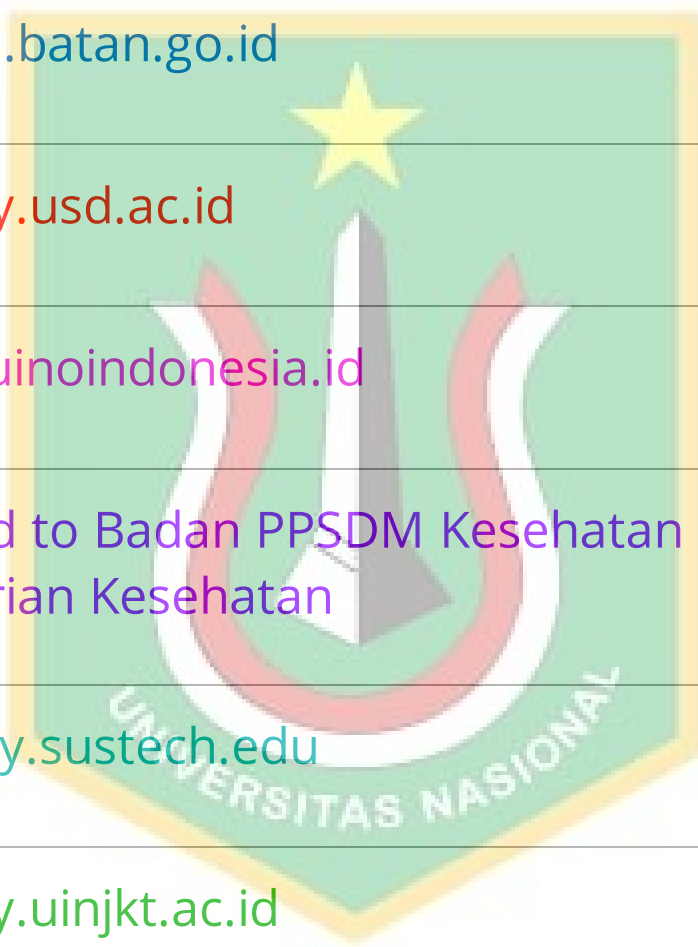 .batan.go.id
y.usd.ac.id
uinoindonesia.id
d to Badan PPSDM Kesehatan
rian Kesehatan
y.sustech.edu
UNIVERSITAS NASIONAL
y.uinjkt.ac.id